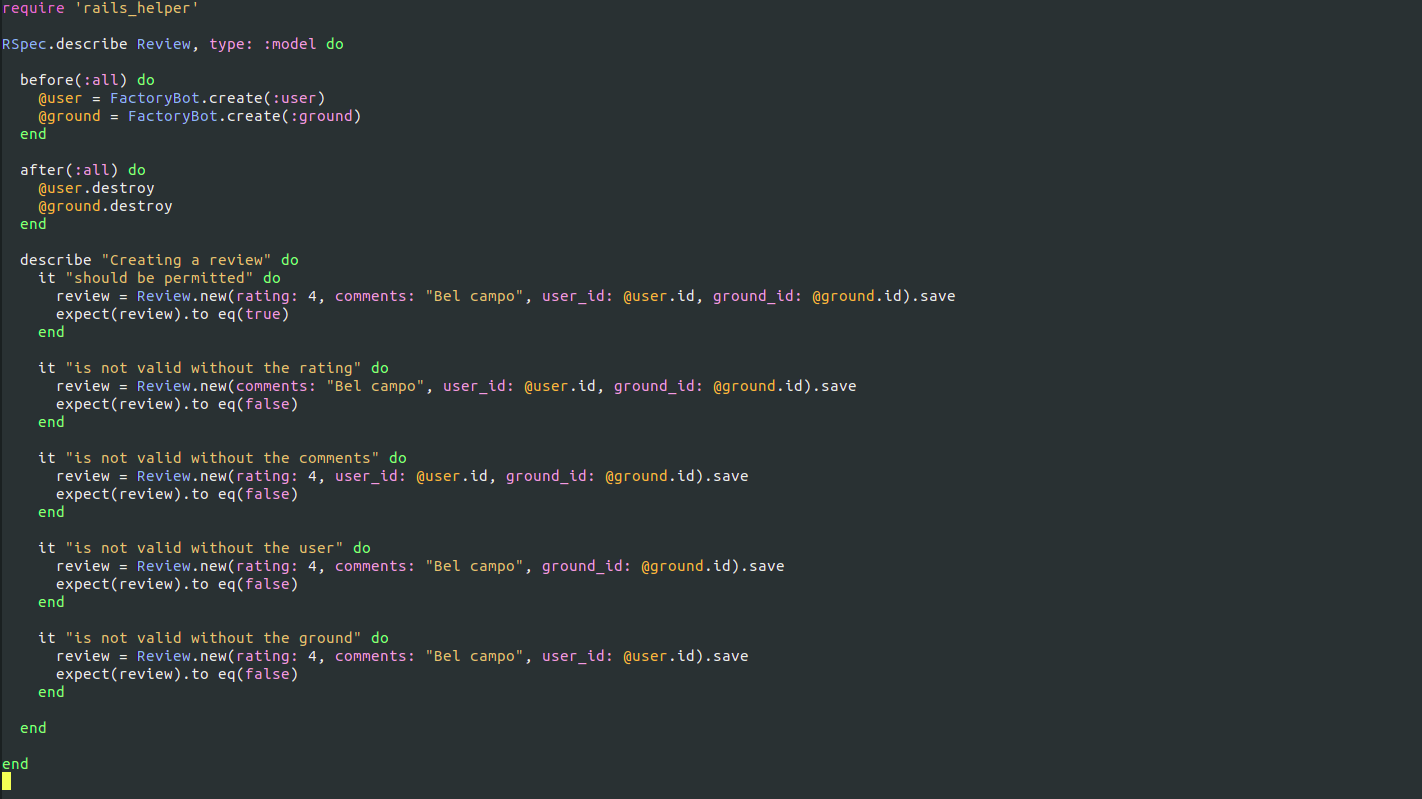 require 'rails_helper'

RSpec.describe Review, type: :model do

  before(:all) do
    @user = FactoryBot.create(:user)
    @ground = FactoryBot.create(:ground)
  end

  after(:all) do
    @user.destroy
    @ground.destroy
  end

  describe "Creating a review" do
    it "should be permitted" do
      review = Review.new(rating: 4, comments: "Bel campo", user_id: @user.id, ground_id: @ground.id).save
      expect(review).to eq(true)
    end

    it "is not valid without the rating" do
      review = Review.new(comments: "Bel campo", user_id: @user.id, ground_id: @ground.id).save
      expect(review).to eq(false)
    end

    it "is not valid without the comments" do
      review = Review.new(rating: 4, user_id: @user.id, ground_id: @ground.id).save
      expect(review).to eq(false)
    end

    it "is not valid without the user" do
      review = Review.new(rating: 4, comments: "Bel campo", ground_id: @ground.id).save
      expect(review).to eq(false)
    end

    it "is not valid without the ground" do
      review = Review.new(rating: 4, comments: "Bel campo", user_id: @user.id).save
      expect(review).to eq(false)
    end

  end

end